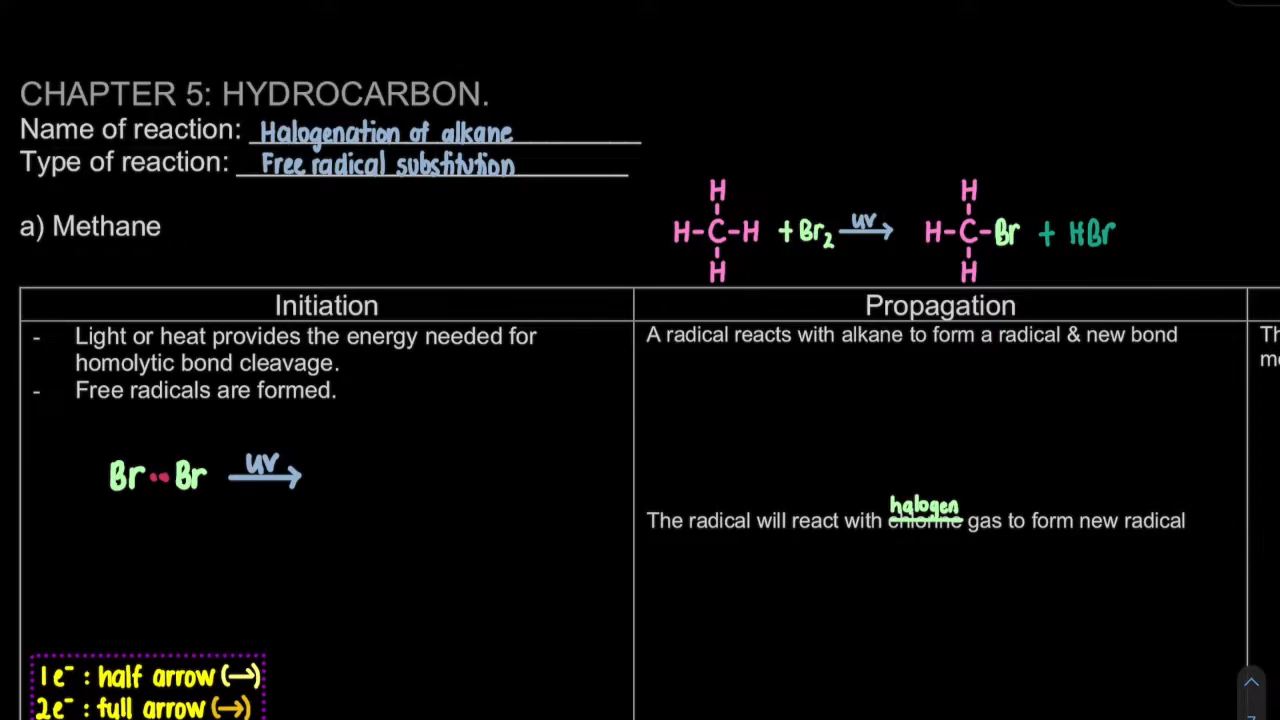 CHAPTER 5: HYDROCARBON.
Name of reaction: Halogenation of alkane
Type of reaction: Free radical substitution
a) Methane
H
H-C-H + Br2 uv → H-C-Br + HBr
H
H
H
Initiation
- Light or heat provides the energy needed for
homolytic bond cleavage.
- Free radicals are formed.
Br •• Br uv →
1e⁻ : half arrow (⇀)
2e⁻ : full arrow (→)
Propagation
A radical reacts with alkane to form a radical & new bond
halogen
The radical will react with chlorine gas to form new radical